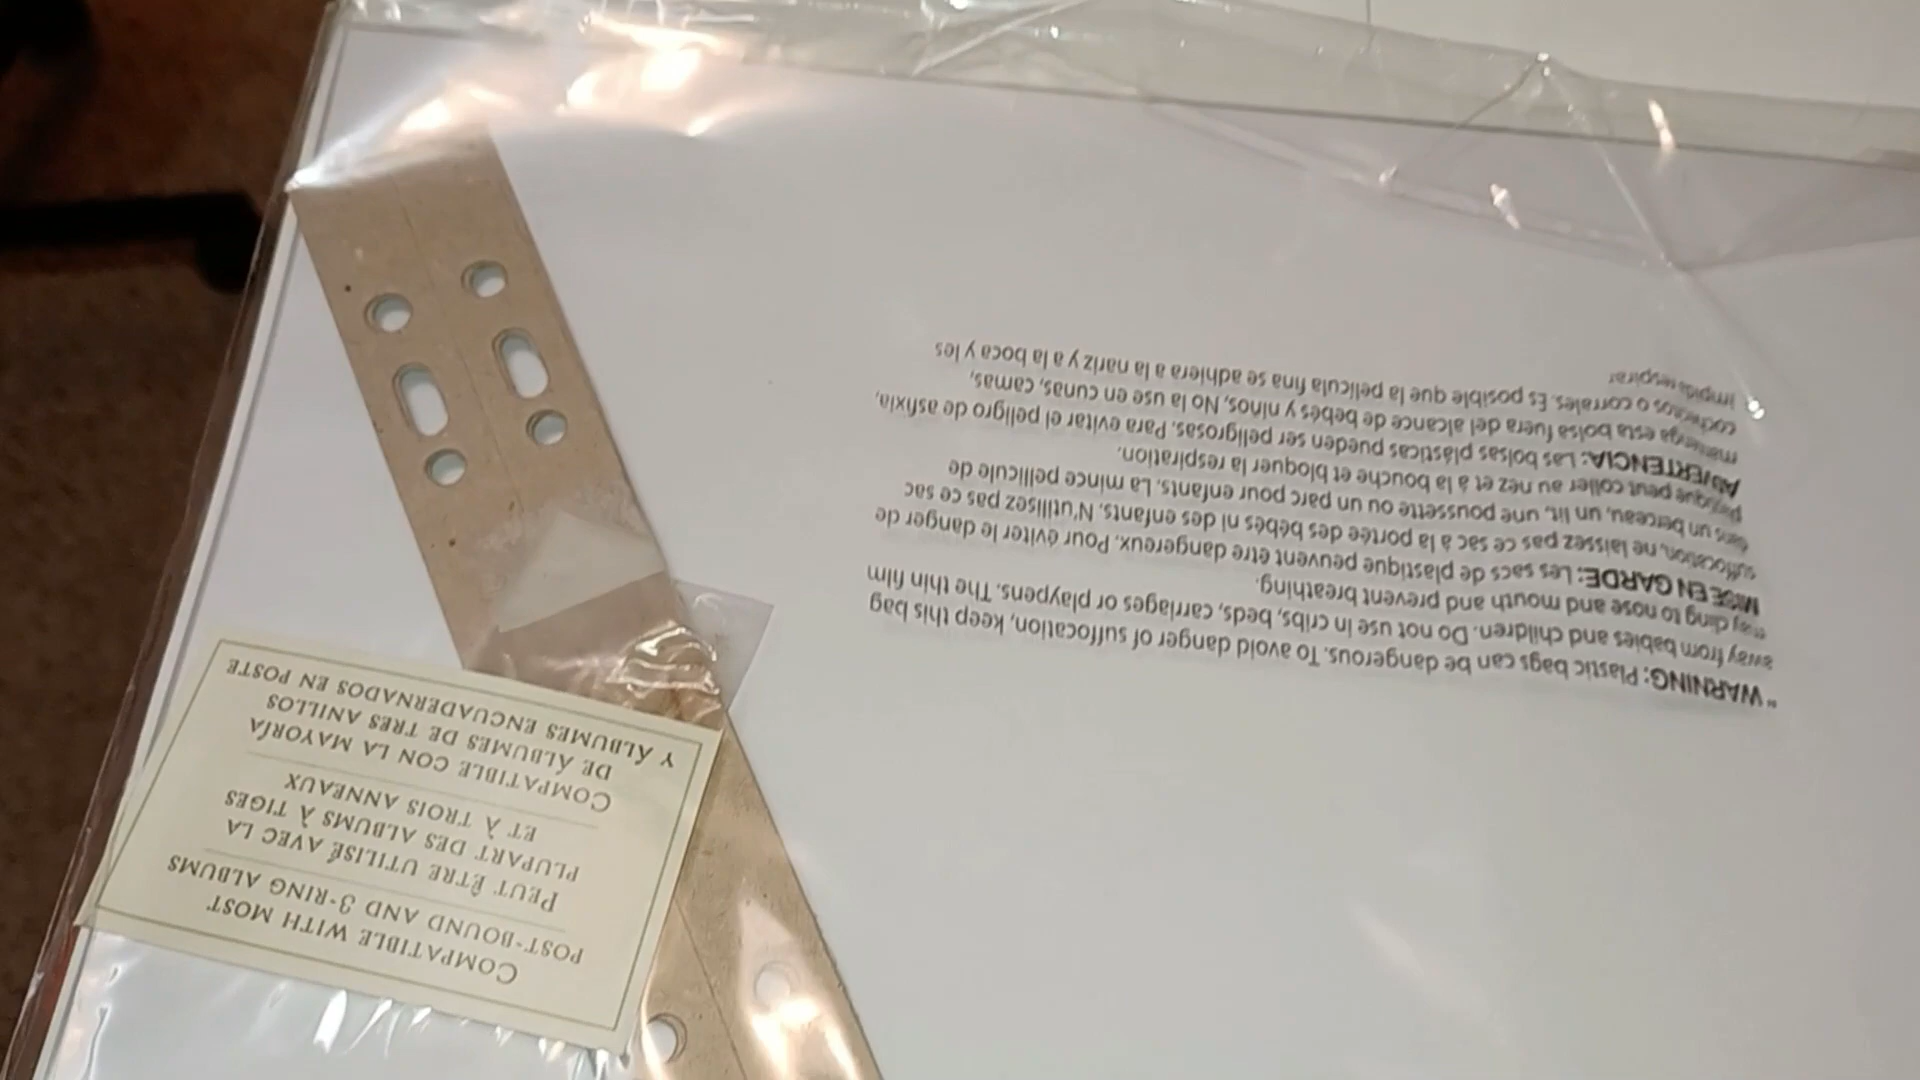 "WARNING: Plastic bags can be dangerous. To avoid danger of suffocation, keep this bag
away from babies and children. Do not use in cribs, beds, carriages or playpens. The thin film
may cling to nose and mouth and prevent breathing.
MISE EN GARDE: Les sacs de plastique peuvent être dangereux. Pour éviter le danger de
suffocation, ne laissez pas ce sac à la portée des bébés ni des enfants. N'utilisez pas ce sac
dans un berceau, un lit, une poussette ou un parc pour enfants. La mince pellicule de
plastique peut coller au nez et à la bouche et bloquer la respiration.
ADVERTENCIA: Las bolsas plásticas pueden ser peligrosas. Para evitar el peligro de asfixia,
mantenga esta bolsa fuera del alcance de bebés y niños, No la use en cunas, camas,
cochecitos o corrales. Es posible que la película fina se adhiera a la nariz y a la boca y les
impida respirar
COMPATIBLE WITH MOST
POST-BOUND AND 3-RING ALBUMS
PEUT ÊTRE UTILISÉ AVEC LA
PLUPART DES ALBUMS À TIGES
ET À TROIS ANNEAUX
COMPATIBLE CON LA MAYORÍA
DE ÁLBUMES DE TRES ANILLOS
Y ÁLBUMES ENCUADERNADOS EN POSTE